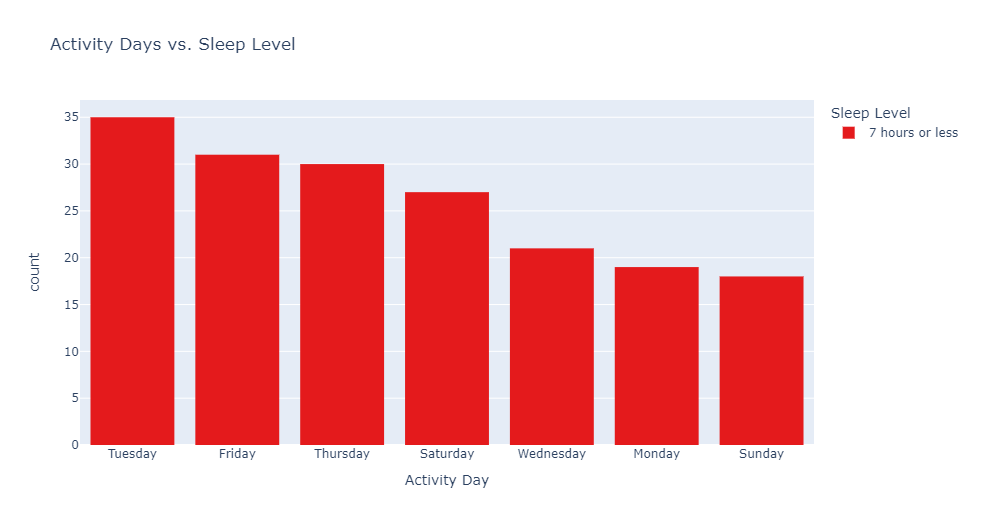 Activity Days vs. Sleep Level
Sleep Level
7 hours or less
count
35
30
25
20
15
10
5
0
Tuesday Friday Thursday Saturday Wednesday Monday Sunday
Activity Day